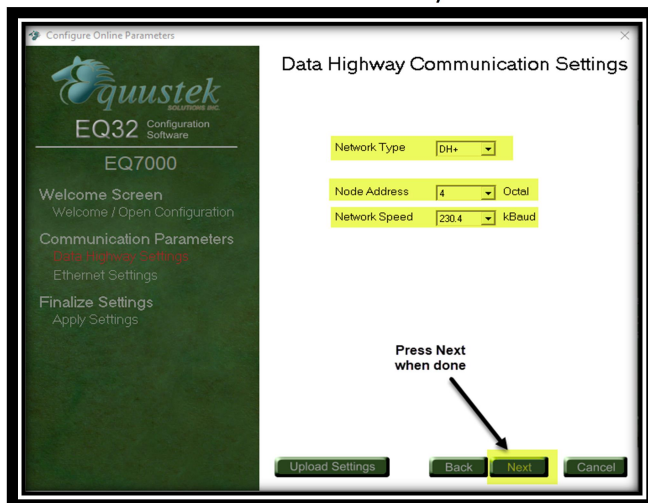 Configure Online Parameters
Equustek
SOLUTIONS INC.
EQ32 Configuration Software
EQ7000
Welcome Screen
Welcome / Open Configuration
Communication Parameters
Data Highway Settings
Ethernet Settings
Finalize Settings
Apply Settings
Data Highway Communication Settings
Network Type DH+
Node Address 4 Octal
Network Speed 230.4 kBaud
Press Next
when done
Upload Settings Back Next Cancel